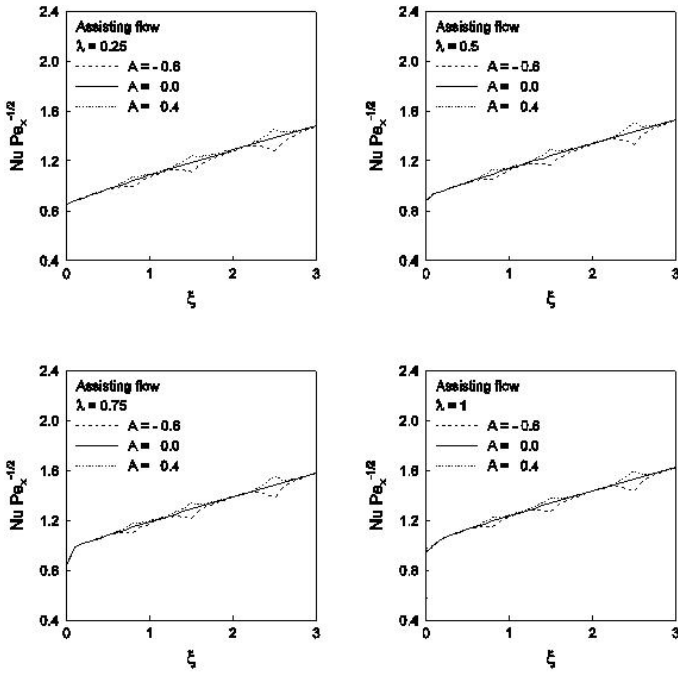 2.4
2.0
1.6
1.2
0.8
0.4
Nu Pex-1/2
Assisting flow
λ = 0.25
A = - 0.6
A = 0.0
A = 0.4
0 1 2 3
ξ
2.4
2.0
1.6
1.2
0.8
0.4
Nu Pex-1/2
Assisting flow
λ = 0.5
A = - 0.6
A = 0.0
A = 0.4
0 1 2 3
ξ
2.4
2.0
1.6
1.2
0.8
0.4
Nu Pex-1/2
Assisting flow
λ = 0.75
A = - 0.6
A = 0.0
A = 0.4
0 1 2 3
ξ
2.4
2.0
1.6
1.2
0.8
0.4
Nu Pex-1/2
Assisting flow
λ = 1
A = - 0.6
A = 0.0
A = 0.4
0 1 2 3
ξ